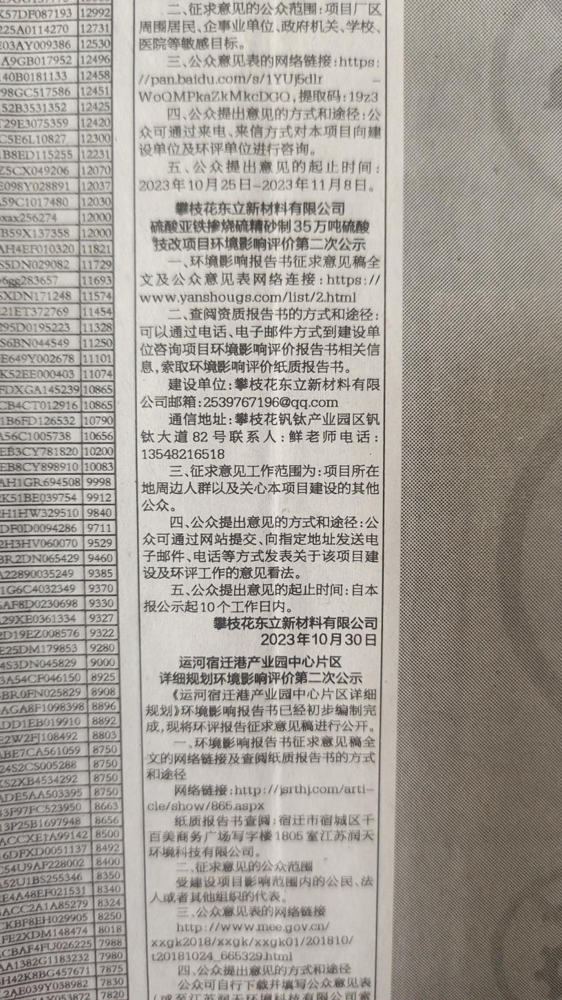 12992
K57DF087193
225A0114270 12731
E03AY009386 12530
A9GB017952 12496
140B0181133 12458
98GC517586 12451
52B3531352 12425
T29E3075359 12420
C5E6L10827 12300
1B8ED115255 12231
Z5CX049206 12070
E098Y028891 12037
A59C1017480 12030
oxax256274 12000
B59X137358 12000
AH4EF010320 11821
S5DN029082 11729
6gg283657 11693
SXDN171248 11574
21ET372769 11454
295D0195223 11328
S6BN044549 11250
E649Y002678 11101
K52EE000403 11074
FDXGA145239 10865
CB4CT012916 10865
1B6FD126532 10790
A56C1005738 10656
EB3CY781820 10200
EB8CY898910 10083
AH1GR694508 9998
2K51BE039754 9912
2H1HW329510 9840
DF0D0094286 9711
2H3HV060070 9529
BR2DN065429 9460
A22890035249 9385
1G6C4032349 9370
GAF8D0230698 9330
A29XE0361334 9327
2D19EZ008576 9322
E25DM179853 9280
4S3DN045829 9000
3A54CF046150 8925
4BR0FN025829 8908
AGA8F1098398 8896
ADD1EB019910 8892
E2W2FJ108492 8803
ABE7CA561059 8750
24S2CS005288 8750
KS2XB4534292 8750
ADE5AA503395 8750
43F97FC523950 8663
13P25B1697948 8656
ACCXE1A99142 8500
16DFXD0051137 8492
C54U9AF228002 8400
A52U1BS255346 8350
2E4A48EF021531 8340
ACC2A1A85279 8324
CKBF8EH029905 8250
FE2XDM148474 8018
CBAF4FU026225 7988
AA1382G1183232 7980
H42K8BG457671 7875
2AE039Y038982 7830
AY053872 7820
二、征求意见的公众范围:项目厂区
周围居民、企事业单位、政府机关、学校、
医院等敏感目标。
三、公众意见表的网络链接:https:
//pan.baidu.com/s/1YUj5dlr –
WoQMPkaZkMkcDGQ,提取码:19z3
四、公众提出意见的方式和途径:公
众可通过来电、来信方式对本项目向建
设单位及环评单位进行咨询。
五、公众提出意见的起止时间:
2023年10月25日-2023年11月8日。
攀枝花东立新材料有限公司
硫酸亚铁掺烧硫精砂制35万吨硫酸
技改项目环境影响评价第二次公示
一、环境影响报告书征求意见稿全
文及公众意见表网络连接:https://
www.yanshougs.com/list/2.html
二、查阅资质报告书的方式和途径:
可以通过电话、电子邮件方式到建设单
位咨询项目环境影响评价报告书相关信
息,索取环境影响评价纸质报告书。
建设单位:攀枝花东立新材料有限
公司邮箱:2539767196@qq.com
通信地址:攀枝花钒钛产业园区钒
钛大道82号联系人:鲜老师电话:
13548216518
三、征求意见工作范围为:项目所在
地周边人群以及关心本项目建设的其他
公众。
四、公众提出意见的方式和途径:公
众可通过网站提交、向指定地址发送电
子邮件、电话等方式发表关于该项目建
设及环评工作的意见看法。
五、公众提出意见的起止时间:自本
报公示起10个工作日内。
攀枝花东立新材料有限公司
2023年10月30日
运河宿迁港产业园中心片区
详细规划环境影响评价第二次公示
《运河宿迁港产业园中心片区详细
规划》环境影响报告书已经初步编制完
成,现将环评报告征求意见稿进行公开。
一、环境影响报告书征求意见稿全
文的网络链接及查阅纸质报告书的方式
和途径
网络链接:http://jsrthj.com/arti–
cle/show/865.aspx
纸质报告书查阅:宿迁市宿城区千
百美商务广场写字楼1805室江苏润天
环境科技有限公司。
二、征求意见的公众范围
受建设项目影响范围内的公民、法
人或者其他组织的代表。
三、公众意见表的网络链接
http://www.mee.gov.cn/
xxgk2018/xxgk/xxgk01/201810/
t20181024_665329.html
四、公众提出意见的方式和途径
公众可自行下载并填写公众意见表
(或至江苏润天环境科技有限公司索